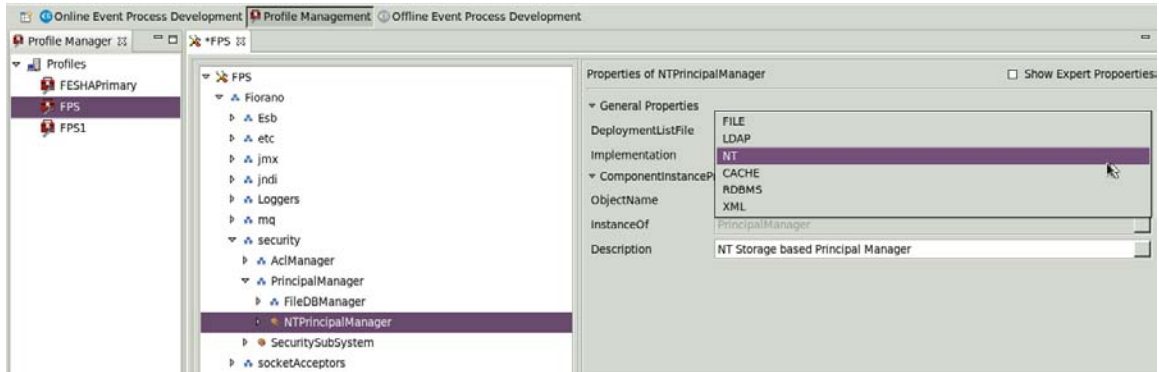 Online Event Process Development Profile Management Offline Event Process Development
Profile Manager *FPS
Profiles
FESHAPrimary
FPS
FPS1
FPS
Fiorano
Esb
etc
jmx
jndi
Loggers
mq
security
AclManager
PrincipalManager
FileDBManager
NTPrincipalManager
SecuritySubSystem
socketAcceptors
Properties of NTPrincipalManager Show Expert Propoerties
General Properties
DeploymentListFile
Implementation
ComponentInstanceP
ObjectName
InstanceOf PrincipalManager
Description NT Storage based Principal Manager
FILE
LDAP
NT
CACHE
RDBMS
XML